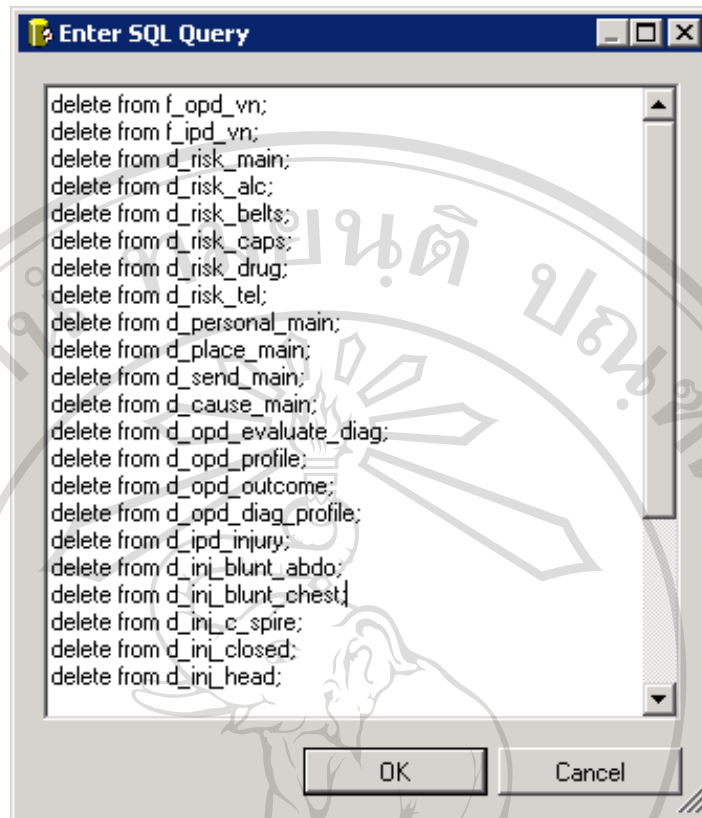 Enter SQL Query
delete from f_opd_vn;
delete from f_ipd_vn;
delete from d_risk_main;
delete from d_risk_alc;
delete from d_risk_belts;
delete from d_risk_caps;
delete from d_risk_drug;
delete from d_risk_tel;
delete from d_personal_main;
delete from d_place_main;
delete from d_send_main;
delete from d_cause_main;
delete from d_opd_evaluate_diag;
delete from d_opd_profile;
delete from d_opd_outcome;
delete from d_opd_diag_profile;
delete from d_ipd_injury;
delete from d_inj_blunt_abdo;
delete from d_inj_blunt_chest;
delete from d_inj_c_spire;
delete from d_inj_closed;
delete from d_inj_head;
OK Cancel